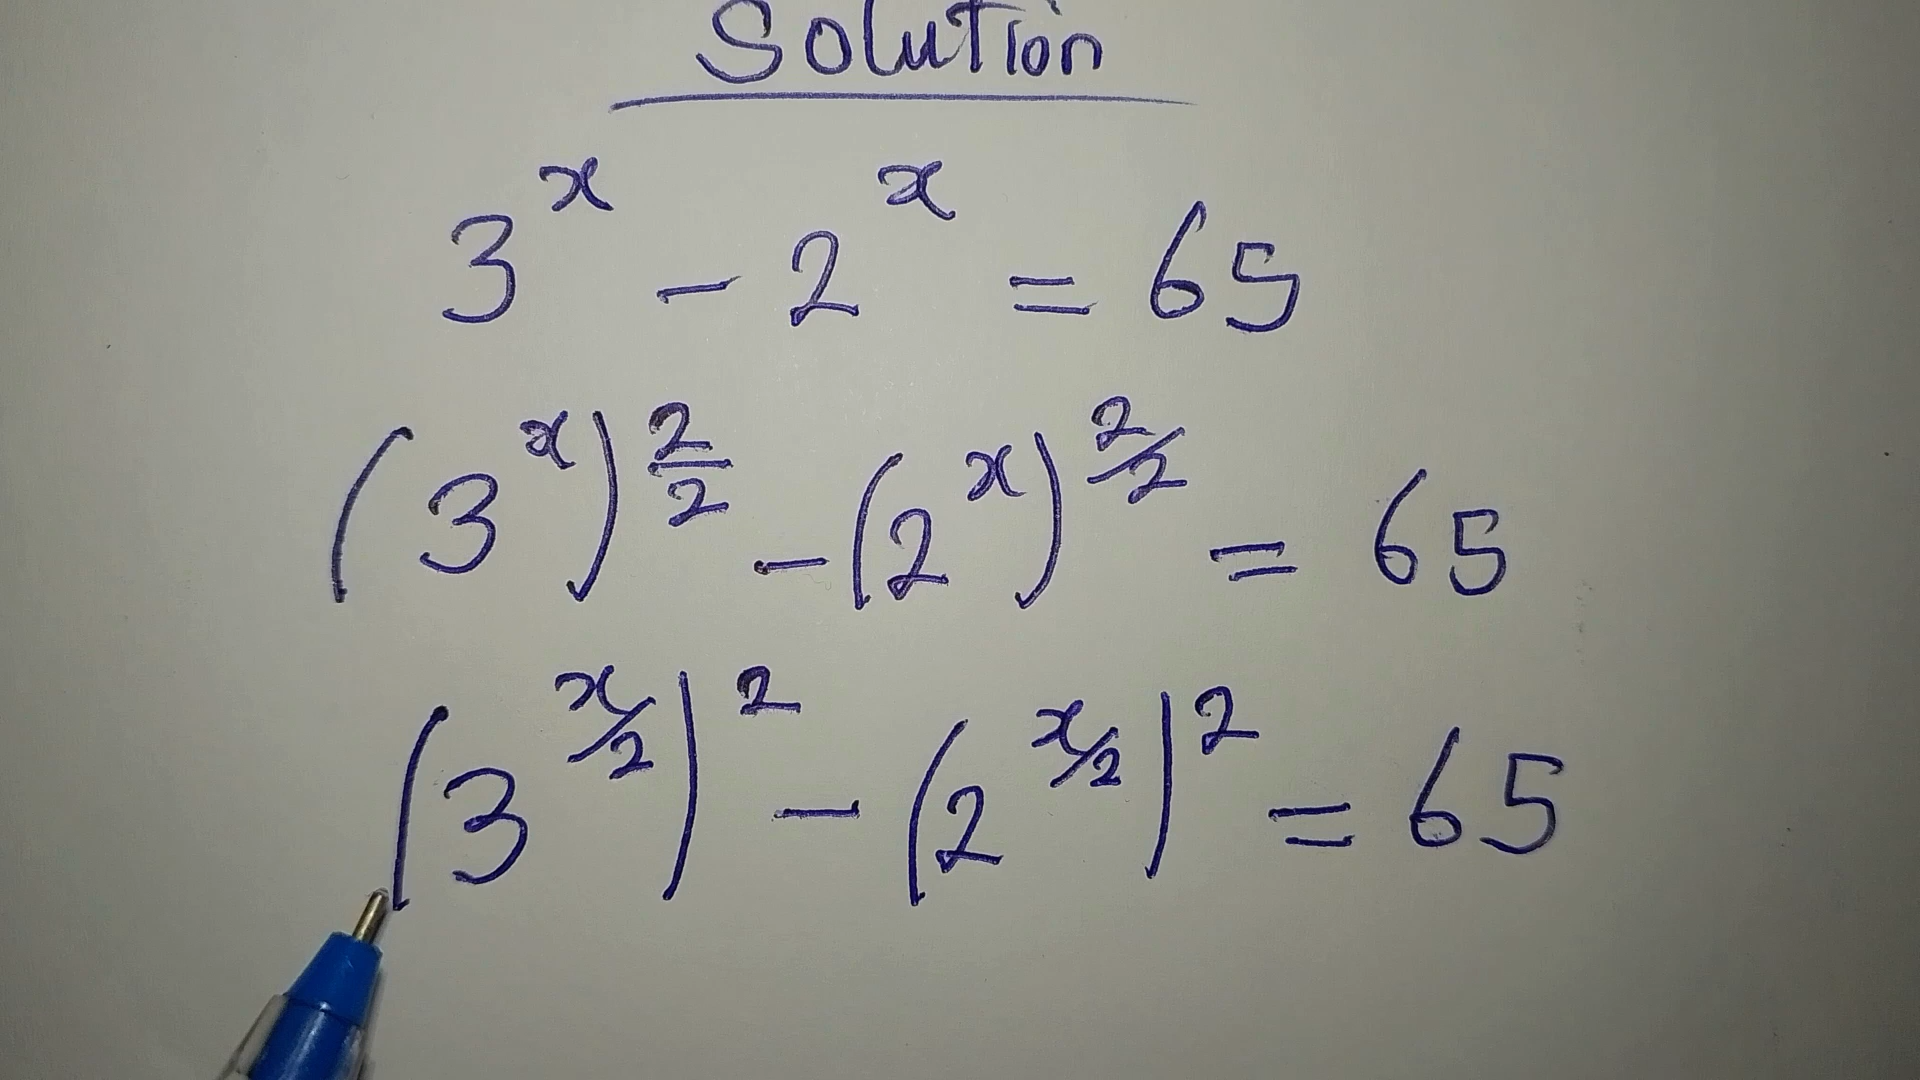 Solution
3^x - 2^x = 65
(3^x)^(2/2) - (2^x)^(2/2) = 65
(3^(x/2))^2 - (2^(x/2))^2 = 65